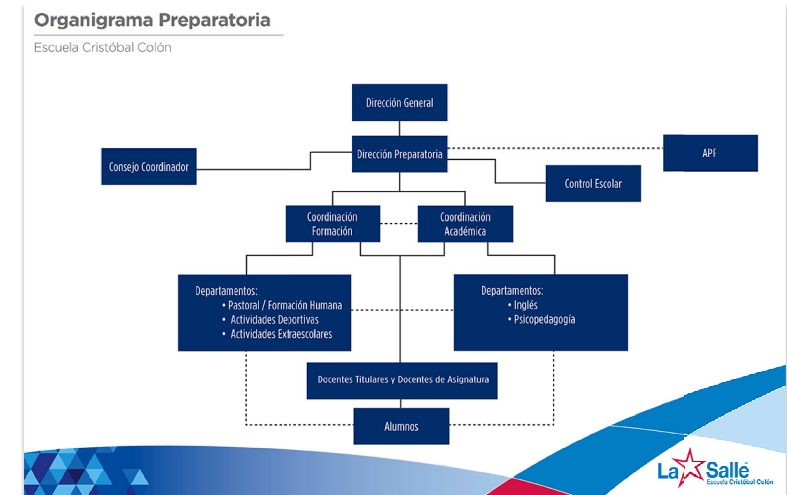 Organigrama Preparatoria
Escuela Cristóbal Colón
Dirección General
Dirección Preparatoria
APF
Consejo Coordinador
Control Escolar
Coordinación
Formación
Coordinación
Académica
Departamentos:
• Pastoral / Formación Humana
• Actividades Deportivas
• Actividades Extraescolares
Departamentos:
• Inglés
• Psicopedagogía
Docentes Titulares y Docentes de Asignatura
Alumnos
La Salle
Escuela Cristóbal Colón